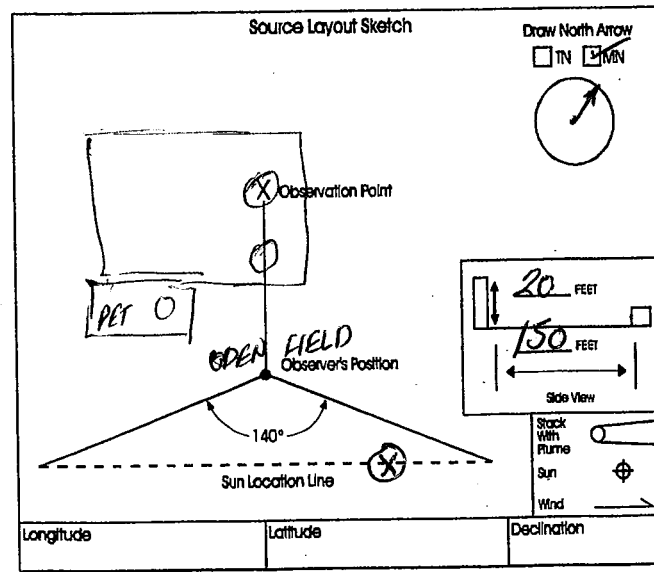 Source Layout Sketch
Draw North Arrow
TN MN
X Observation Point
PET
20 FEET
OPEN FIELD
Observer's Position
150 FEET
Side View
140°
Stack With Plume
Sun
Wind
X
Sun Location Line
Longitude Latitude Declination